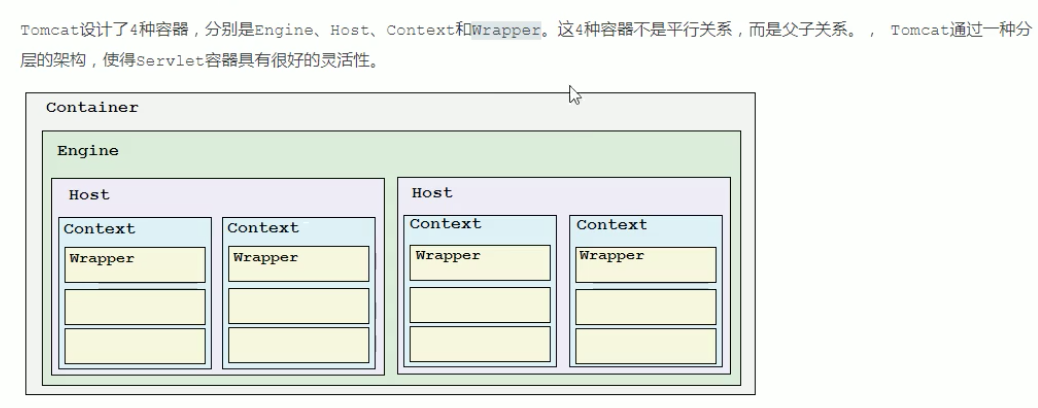 Tomcat设计了4种容器，分别是Engine、Host、Context和Wrapper。这4种容器不是平行关系，而是父子关系。， Tomcat通过一种分
层的架构，使得Servlet容器具有很好的灵活性。
Container
Engine
Host
Host
Context
Context
Context
Context
Wrapper
Wrapper
Wrapper
Wrapper